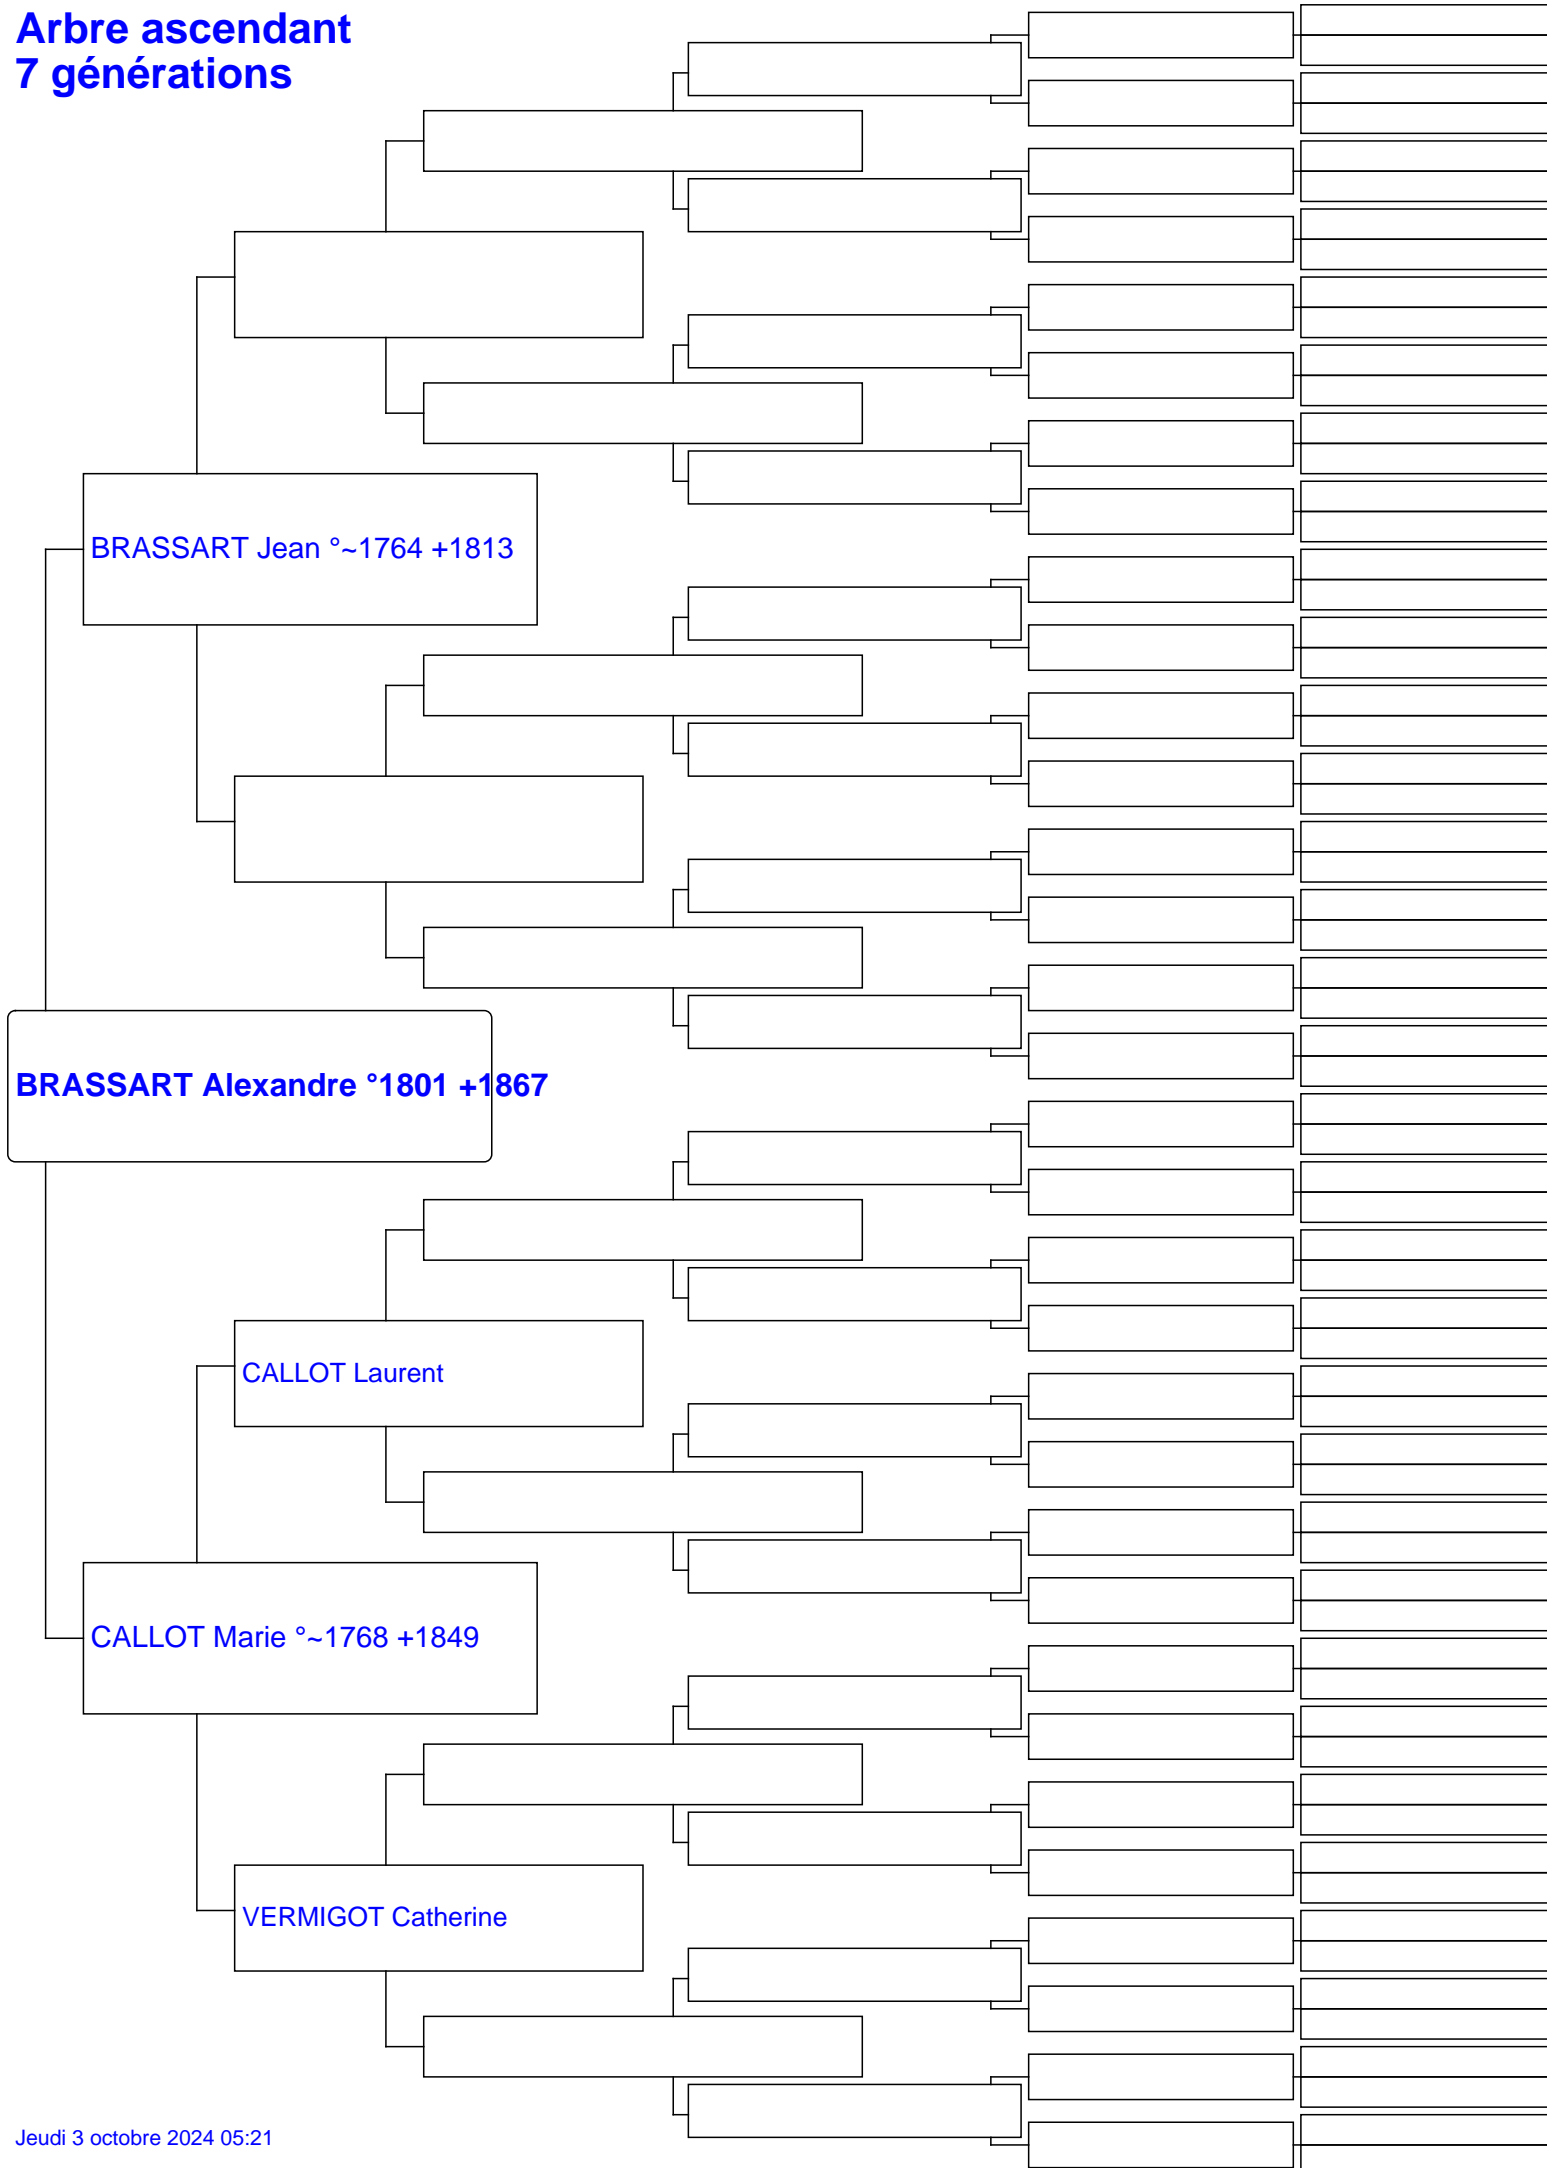 Arbre ascendant
7 générations
BRASSART Jean °~1764 +1813
BRASSART Alexandre °1801 +1867
CALLOT Laurent
CALLOT Marie °~1768 +1849
VERMIGOT Catherine
Jeudi 3 octobre 2024 05:21